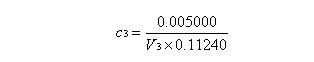 c₃ = 0.005000 / (V₃ × 0.11240)